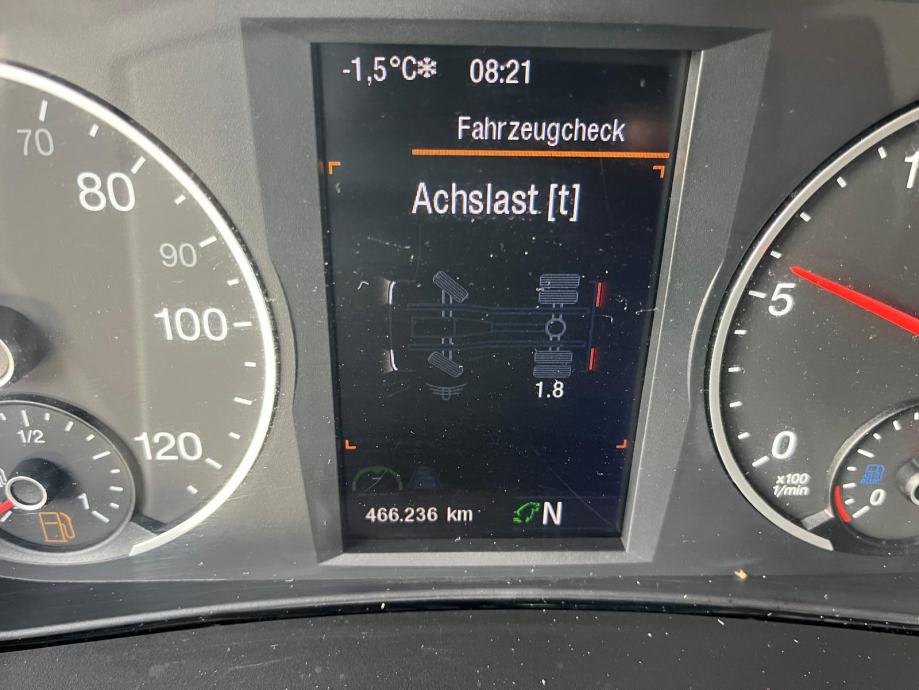 -1,5°C❄ 08:21
Fahrzeugcheck
Achslast [t]
1.8
466.236 km N
70
80
90
100
120
1/2
1
5
0
x100
1/min
0